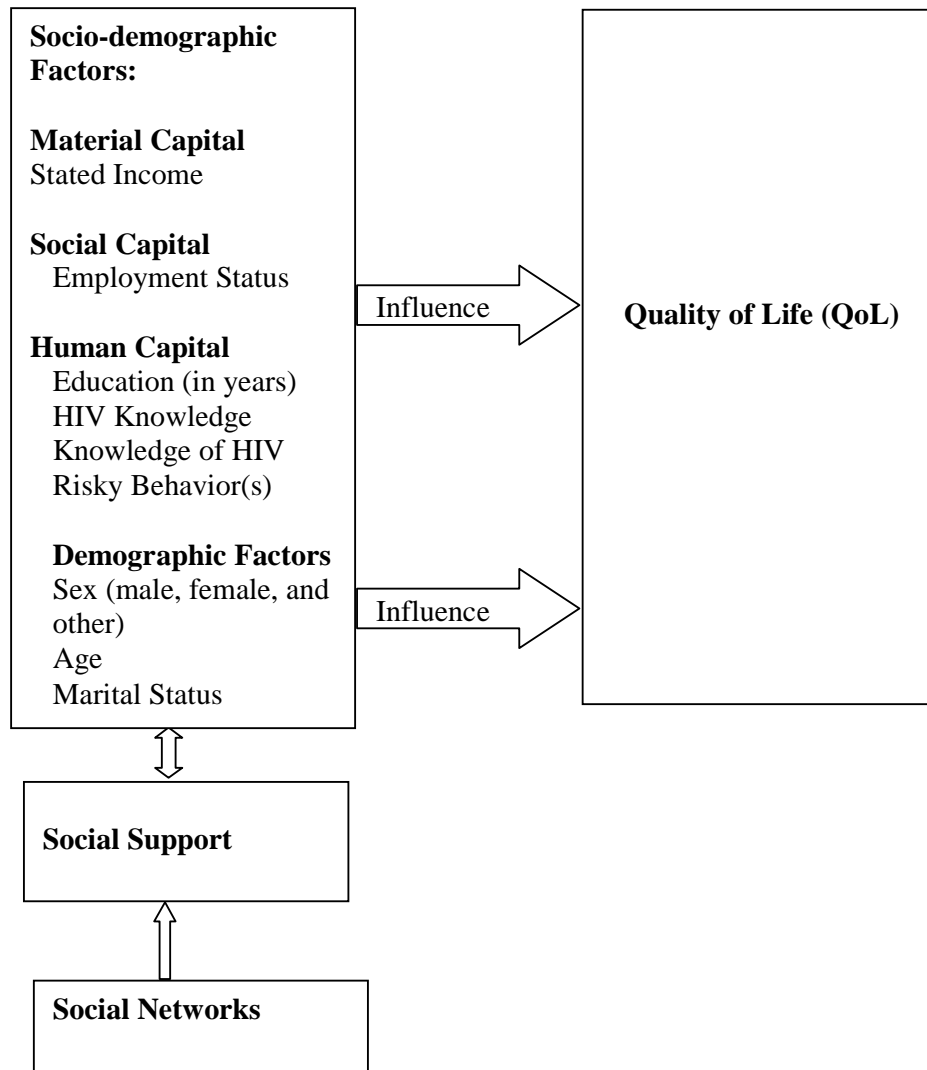 Socio-demographic
Factors:
Material Capital
Stated Income
Social Capital
Employment Status
Human Capital
Education (in years)
HIV Knowledge
Knowledge of HIV
Risky Behavior(s)
Demographic Factors
Sex (male, female, and
other)
Age
Marital Status
Influence
Influence
Quality of Life (QoL)
Social Support
Social Networks